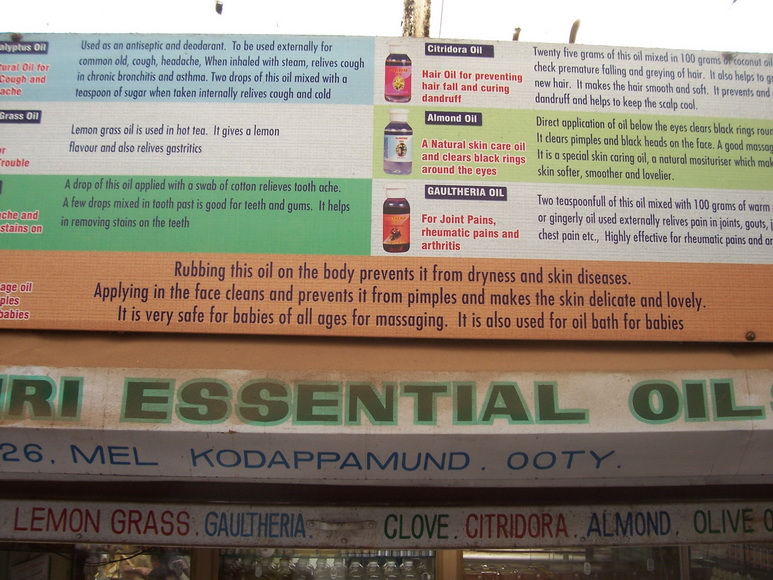 alyptus Oil
tural Oil for
Cough and
ache
Used as an antiseptic and deodarant. To be used externally for
common old, cough, headache, When inhaled with steam, relives cough
in chronic bronchitis and asthma. Two drops of this oil mixed with a
teaspoon of sugar when taken internally relives cough and cold
Grass Oil
or
Trouble
Lemon grass oil is used in hot tea. It gives a lemon
flavour and also relives gastritics
ache and
stains on
A drop of this oil applied with a swab of cotton relieves tooth ache.
A few drops mixed in tooth past is good for teeth and gums. It helps
in removing stains on the teeth
Citridora Oil
Hair Oil for preventing
hair fall and curing
dandruff
Twenty five grams of this oil mixed in 100 grams of coconut oil
check premature falling and greying of hair. It also helps to g
new hair. It makes the hair smooth and soft. It prevents and
dandruff and helps to keep the scalp cool.
Almond Oil
A Natural skin care oil
and clears black rings
around the eyes
Direct application of oil below the eyes clears black rings roun
It clears pimples and black heads on the face. A good massag
It is a special skin caring oil, a natural mosituriser which mak
skin softer, smoother and lovelier.
GAULTHERIA OIL
For Joint Pains,
rheumatic pains and
arthritis
Two teaspoonfull of this oil mixed with 100 grams of warm
or gingerly oil used externally relives pain in joints, gouts, j
chest pain etc., Highly effective for rheumatic pains and ar
age oil
ples
babies
Rubbing this oil on the body prevents it from dryness and skin diseases.
Applying in the face cleans and prevents it from pimples and makes the skin delicate and lovely.
It is very safe for babies of all ages for massaging. It is also used for oil bath for babies
IRI ESSENTIAL OILS
26. MEL KODAPPAMUND. OOTY.
LEMON GRASS. GAULTHERIA. CLOVE. CITRIDORA. ALMOND. OLIVE O